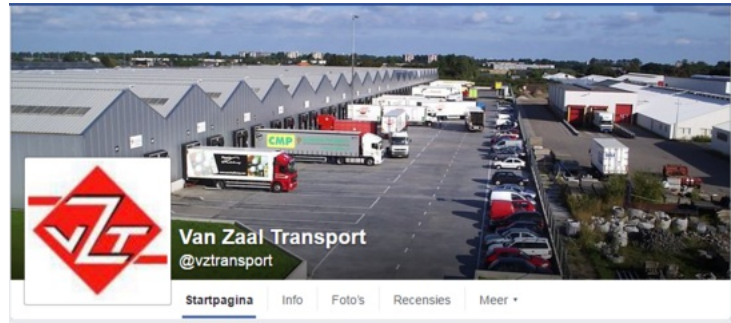 CMP
VZT
Van Zaal Transport
@vztransport
Startpagina Info Foto's Recensies Meer